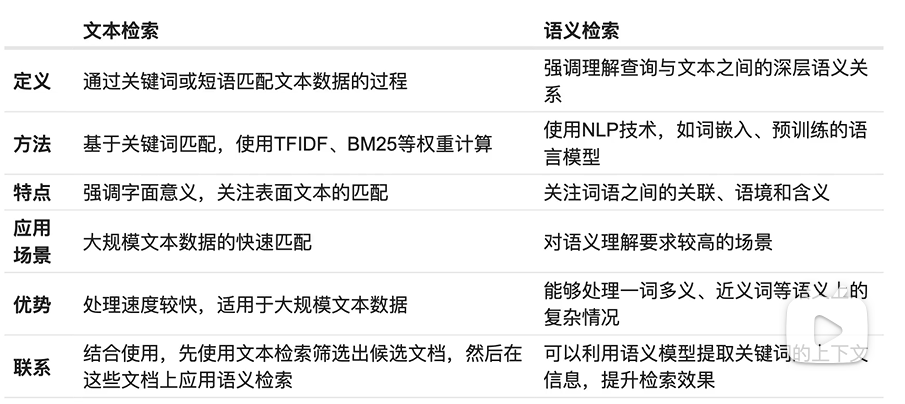 文本检索 语义检索
定义 通过关键词或短语匹配文本数据的过程 强调理解查询与文本之间的深层语义关
系
方法 基于关键词匹配，使用TFIDF、BM25等权重计算 使用NLP技术，如词嵌入、预训练的语
言模型
特点 强调字面意义，关注表面文本的匹配 关注词语之间的关联、语境和含义
应用
场景 大规模文本数据的快速匹配 对语义理解要求较高的场景
优势 处理速度较快，适用于大规模文本数据 能够处理一词多义、近义词等语义上的
复杂情况
联系 结合使用，先使用文本检索筛选出候选文档，然后在
这些文档上应用语义检索 可以利用语义模型提取关键词的上下文
信息，提升检索效果